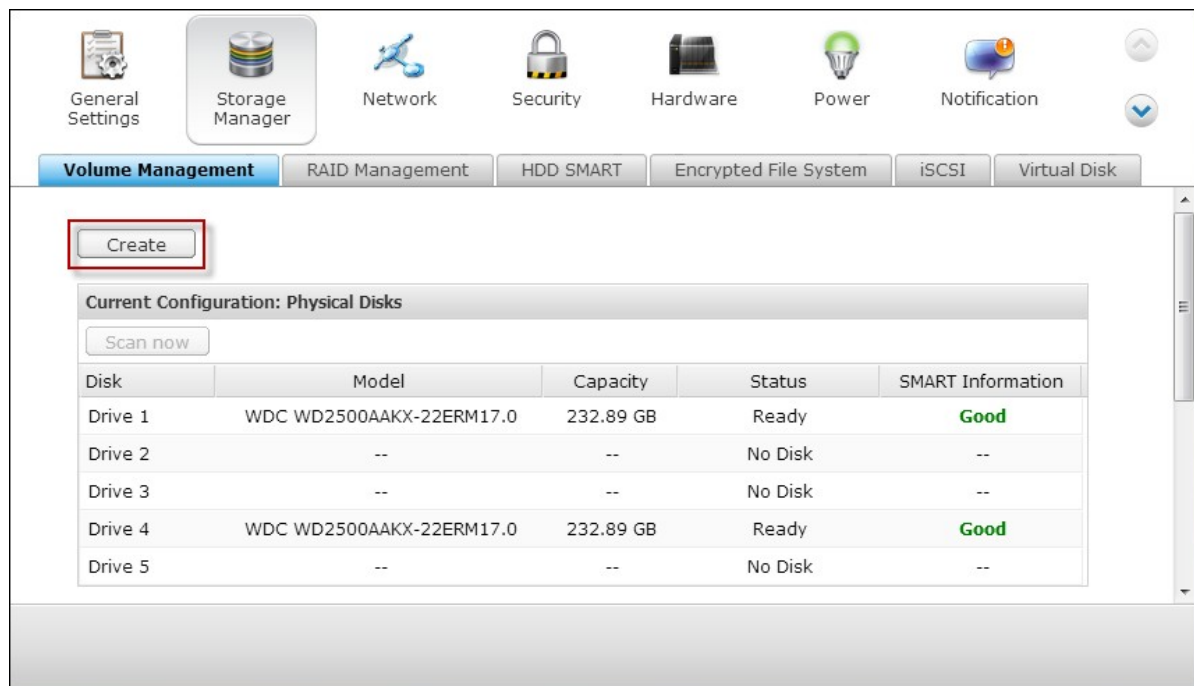 General Settings
Storage Manager
Network
Security
Hardware
Power
Notification
Volume Management
RAID Management
HDD SMART
Encrypted File System
iSCSI
Virtual Disk
Create
Current Configuration: Physical Disks
Scan now
Disk Model Capacity Status SMART Information
Drive 1 WDC WD2500AAKX-22ERM17.0 232.89 GB Ready Good
Drive 2 -- -- No Disk --
Drive 3 -- -- No Disk --
Drive 4 WDC WD2500AAKX-22ERM17.0 232.89 GB Ready Good
Drive 5 -- -- No Disk --